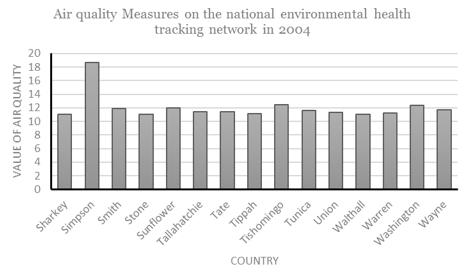 Air quality Measures on the national environmental health
tracking network in 2004
VALUE OF AIR QUALITY
20
18
16
14
12
10
8
6
4
2
0
Sharkey
Simpson
Smith
Stone
Sunflower
Tallahatchie
Tate
Tippah
Tishomingo
Tunica
Union
Walthall
Warren
Washington
Wayne
COUNTRY